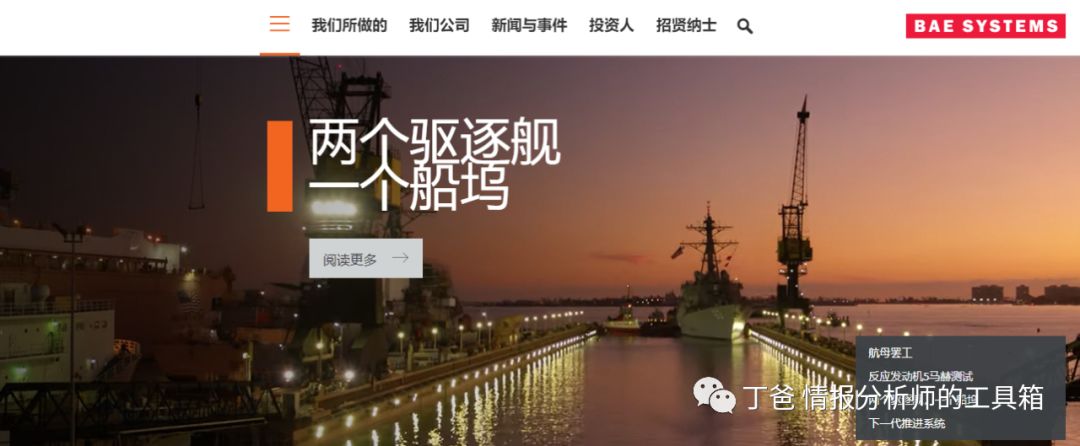 我们所做的 我们公司 新闻与事件 投资人 招贤纳士
BAE SYSTEMS
两个驱逐舰
一个船坞
阅读更多
航母罢工
反应发动机5马赫测试
下一代推进系统
丁爸 情报分析师的工具箱